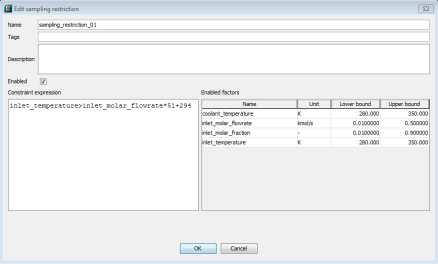 Edit sampling restriction
Name sampling_restriction_01
Tags
Description
Enabled
Constraint expression Enabled factors
inlet_temperature>inlet_molar_flowrate*51+294
Name Unit Lower bound Upper bound
coolant_temperature K 280.000 350.000
inlet_molar_flowrate kmol/s 0.0100000 0.500000
inlet_molar_fraction - 0.0100000 0.900000
inlet_temperature K 280.000 350.000
OK Cancel